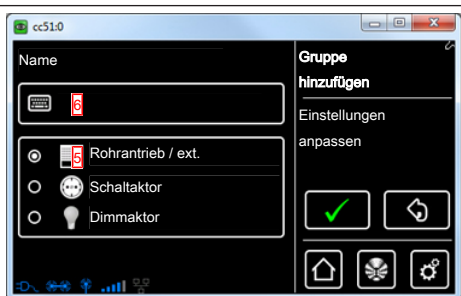 cc51:0
Name
6
5 Rohrantrieb / ext.
Schaltaktor
Dimmaktor
Gruppe
hinzufügen
Einstellungen
anpassen